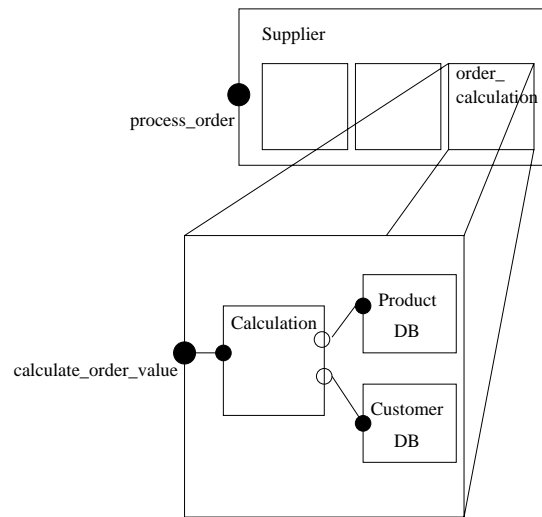 Supplier
order_
calculation
process_order
Product
DB
Calculation
calculate_order_value
Customer
DB